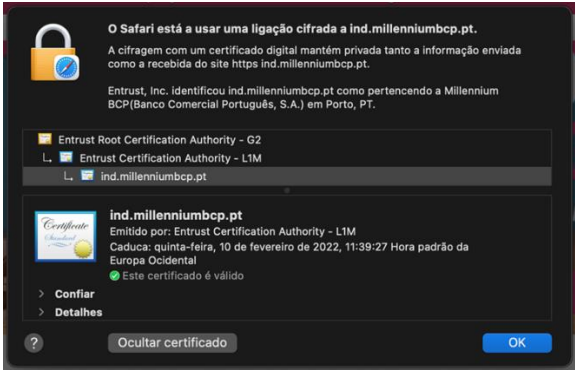 O Safari está a usar uma ligação cifrada a ind.millenniumbcp.pt.
A cifragem com um certificado digital mantém privada tanto a informação enviada
como a recebida do site https ind.millenniumbcp.pt.
Entrust, Inc. identificou ind.millenniumbcp.pt como pertencendo a Millennium
BCP(Banco Comercial Português, S.A.) em Porto, PT.
Entrust Root Certification Authority - G2
Entrust Certification Authority - L1M
ind.millenniumbcp.pt
Certificate
Standard
ind.millenniumbcp.pt
Emitido por: Entrust Certification Authority - L1M
Caduca: quinta-feira, 10 de fevereiro de 2022, 11:39:27 Hora padrão da
Europa Ocidental
Este certificado é válido
Confiar
Detalhes
?
Ocultar certificado
OK